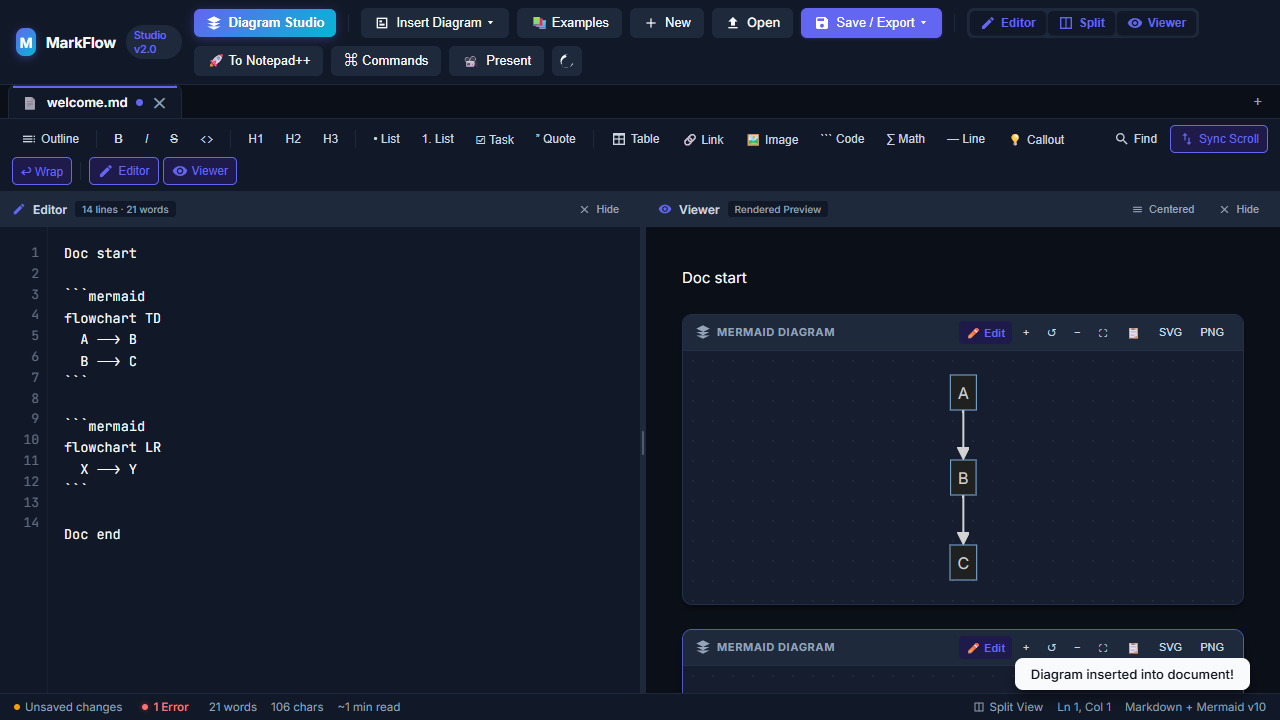 M MarkFlow Studio v2.0 Diagram Studio Insert Diagram Examples New Open Save / Export Editor Split Viewer
To Notepad++ ⌘ Commands Present
welcome.md
+
Outline B I S <> H1 H2 H3 • List 1. List ☑ Task " Quote Table Link Image ``` Code ∑ Math — Line Callout Find Sync Scroll
↩ Wrap Editor Viewer
Editor 14 lines · 21 words Hide Viewer Rendered Preview Centered Hide
1 Doc start
2
3 ```mermaid
4 flowchart TD
5 A --> B
6 B --> C
7 ```
8
9 ```mermaid
10 flowchart LR
11 X --> Y
12 ```
13
14 Doc end
Doc start
MERMAID DIAGRAM Edit + ↺ − SVG PNG
A
B
C
MERMAID DIAGRAM Edit + ↺ − SVG PNG
Diagram inserted into document!
Unsaved changes 1 Error 21 words 106 chars ~1 min read Split View Ln 1, Col 1 Markdown + Mermaid v10